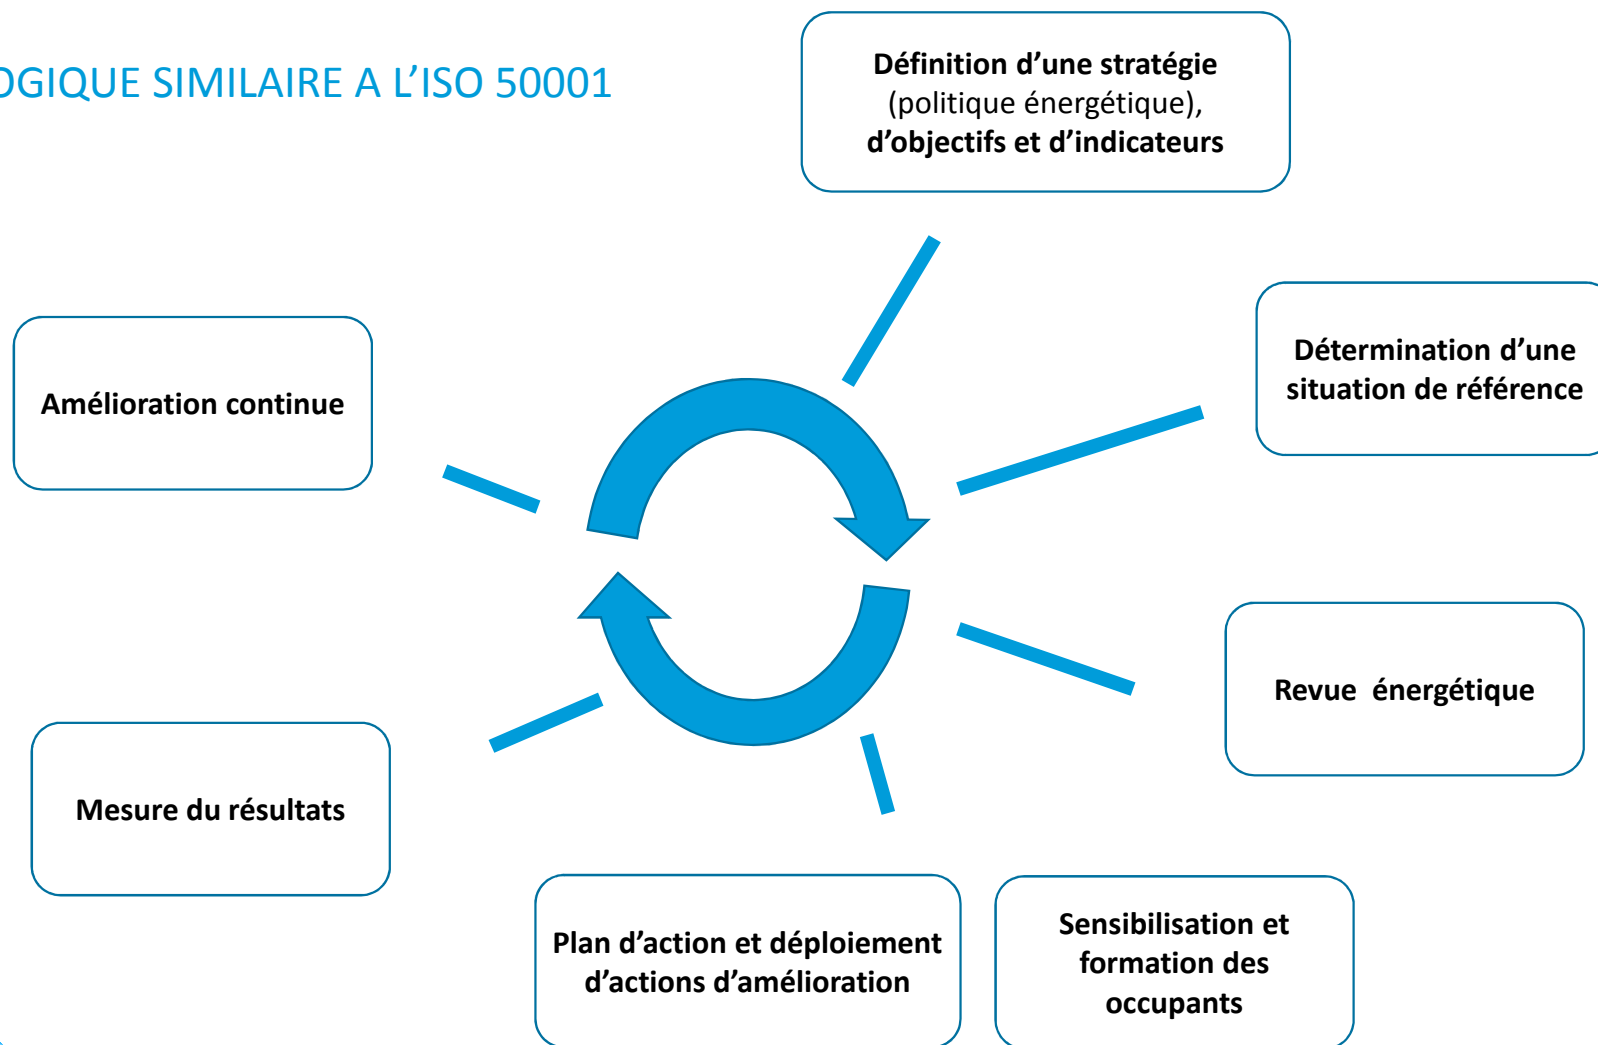 OGIQUE SIMILAIRE A L’ISO 50001
Définition d’une stratégie
(politique énergétique),
d’objectifs et d’indicateurs
Détermination d’une
situation de référence
Amélioration continue
Revue énergétique
Mesure du résultats
Plan d’action et déploiement
d’actions d’amélioration
Sensibilisation et
formation des
occupants